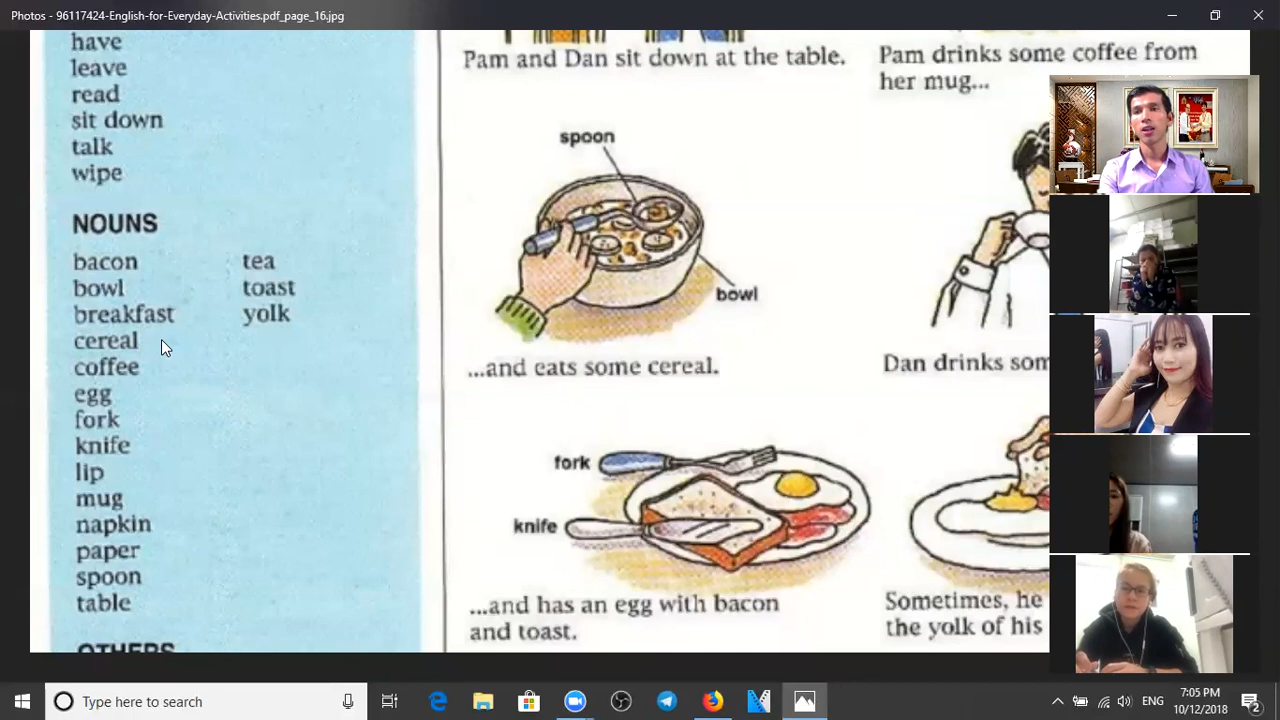 Photos - 96117424-English-for-Everyday-Activities.pdf_page_16.jpg
have
leave
read
sit down
talk
wipe
NOUNS
bacon
bowl
breakfast
cereal
coffee
egg
fork
knife
lip
mug
napkin
paper
spoon
table
tea
toast
yolk
OTHERS
Pam and Dan sit down at the table.
Pam drinks some coffee from
her mug...
spoon
bowl
...and eats some cereal.
Dan drinks som
fork
knife
...and has an egg with bacon
and toast.
Sometimes, he
the yolk of his
Type here to search
ENG
7:05 PM
10/12/2018
2